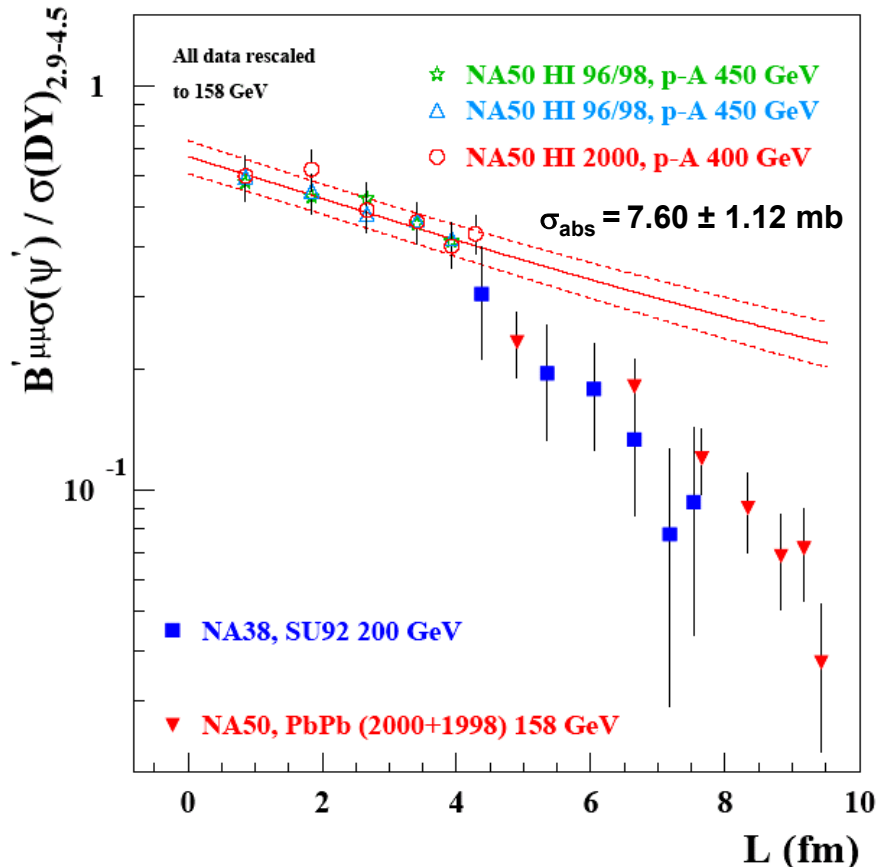 All data rescaled
to 158 GeV
NA50 HI 96/98, p-A 450 GeV
NA50 HI 96/98, p-A 450 GeV
NA50 HI 2000, p-A 400 GeV
σabs = 7.60 ± 1.12 mb
B'μμσ(ψ') / σ(DY)2.9-4.5
1
10-1
NA38, SU92 200 GeV
NA50, PbPb (2000+1998) 158 GeV
0 2 4 6 8 10
L (fm)